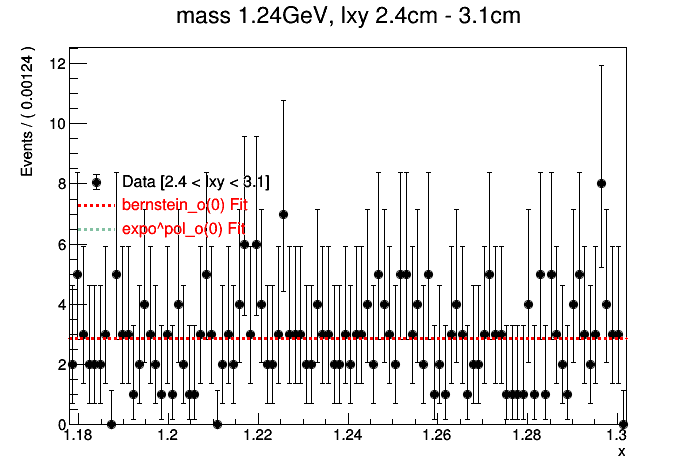 mass 1.24GeV, lxy 2.4cm - 3.1cm
Events / ( 0.00124 )
12
10
8
6
4
2
0
Data [2.4 < lxy < 3.1]
bernstein_o(0) Fit
expo^pol_o(0) Fit
1.18 1.2 1.22 1.24 1.26 1.28 1.3
x